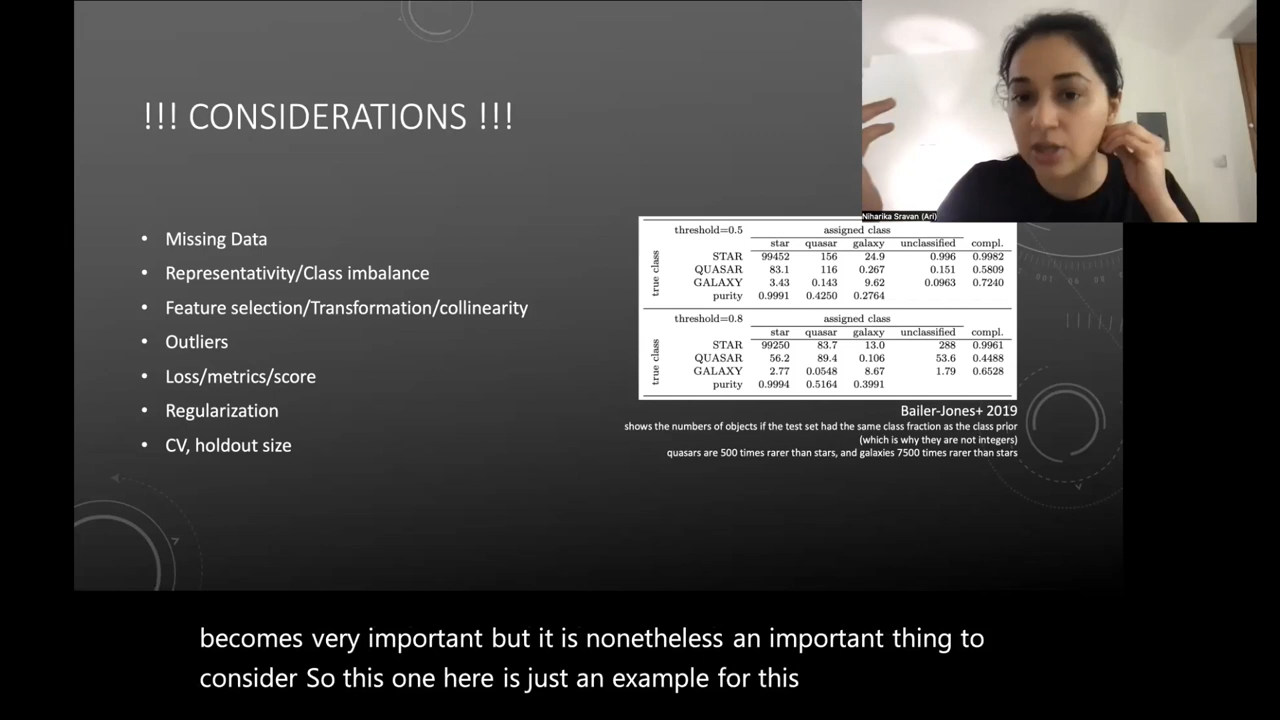 !!! CONSIDERATIONS !!!
• Missing Data
• Representativity/Class imbalance
• Feature selection/Transformation/collinearity
• Outliers
• Loss/metrics/score
• Regularization
• CV, holdout size
Niharika Sravan (Ari)
threshold=0.5 assigned class
star quasar galaxy unclassified compl.
true class
STAR 99452 156 24.9 0.996 0.9982
QUASAR 83.1 116 0.267 0.151 0.5809
GALAXY 3.43 0.143 9.62 0.0963 0.7240
purity 0.9991 0.4250 0.2764
threshold=0.8 assigned class
star quasar galaxy unclassified compl.
true class
STAR 99250 83.7 13.0 288 0.9961
QUASAR 56.2 89.4 0.106 53.6 0.4488
GALAXY 2.77 0.0548 8.67 1.79 0.6528
purity 0.9994 0.5164 0.3991
Bailer-Jones+ 2019
shows the numbers of objects if the test set had the same class fraction as the class prior
(which is why they are not integers)
quasars are 500 times rarer than stars, and galaxies 7500 times rarer than stars
becomes very important but it is nonetheless an important thing to
consider So this one here is just an example for this